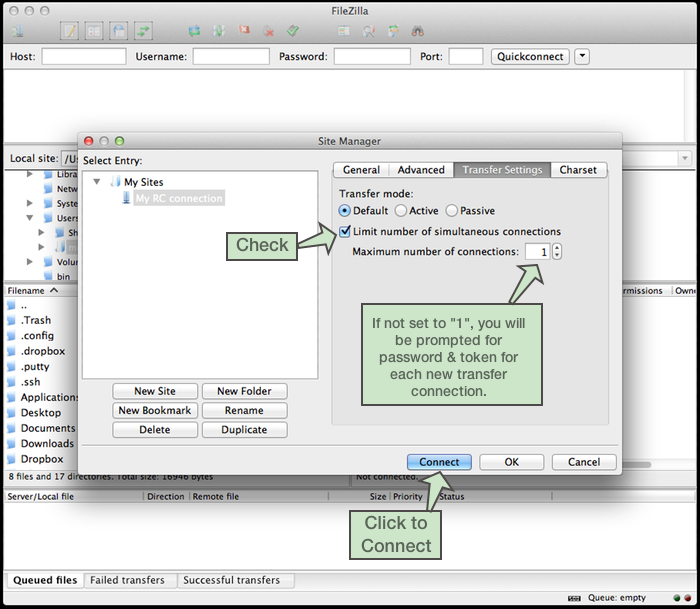 FileZilla
Host: Username: Password: Port: Quickconnect
Local site: /Us
Site Manager
Select Entry:
My Sites
My RC connection
General Advanced Transfer Settings Charset
Transfer mode:
Default Active Passive
Limit number of simultaneous connections
Maximum number of connections: 1
Check
If not set to "1", you will
be prompted for
password & token for
each new transfer
connection.
New Site New Folder
New Bookmark Rename
Delete Duplicate
Connect OK Cancel
Click to
Connect
Libra
Netw
Syste
Users
Sh
Volu
bin
Filename
rmissions Owne
..
.Trash
.config
.dropbox
.putty
.ssh
Applications
Desktop
Documents
Downloads
Dropbox
8 files and 17 directories. Total size: 16946 bytes
Not connected.
Server/Local file Direction Remote file Size Priority Status
Queued files Failed transfers Successful transfers
Queue: empty